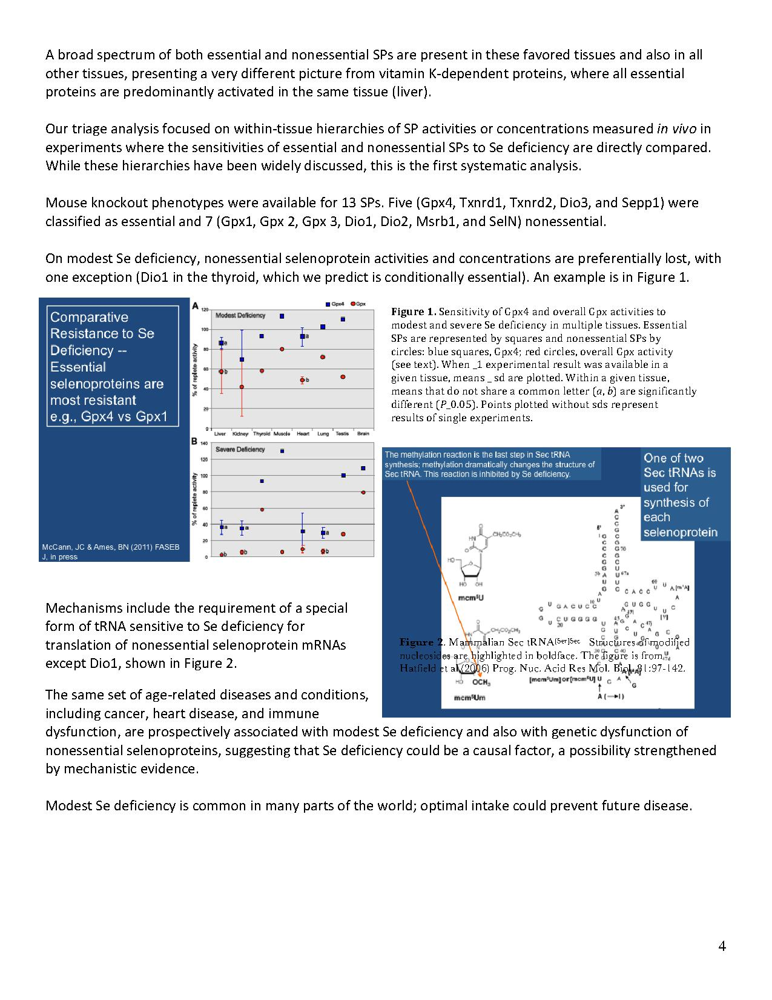 A broad spectrum of both essential and nonessential SPs are present in these favored tissues and also in all
other tissues, presenting a very different picture from vitamin K-dependent proteins, where all essential
proteins are predominantly activated in the same tissue (liver).
Our triage analysis focused on within-tissue hierarchies of SP activities or concentrations measured in vivo in
experiments where the sensitivities of essential and nonessential SPs to Se deficiency are directly compared.
While these hierarchies have been widely discussed, this is the first systematic analysis.
Mouse knockout phenotypes were available for 13 SPs. Five (Gpx4, Txnrd1, Txnrd2, Dio3, and Sepp1) were
classified as essential and 7 (Gpx1, Gpx 2, Gpx 3, Dio1, Dio2, Msrb1, and SelN) nonessential.
On modest Se deficiency, nonessential selenoprotein activities and concentrations are preferentially lost, with
one exception (Dio1 in the thyroid, which we predict is conditionally essential). An example is in Figure 1.
Comparative
Resistance to Se
Deficiency --
Essential
selenoproteins are
most resistant
e.g., Gpx4 vs Gpx1
McCann, JC & Ames, BN (2011) FASEB
J, in press
A
Gpx4 Gpx
Modest Deficiency
% of replete activity
120
100
80
60
40
20
0
a
b
a
b
Liver Kidney Thyroid Muscle Heart Lung Testis Brain
B
Severe Deficiency
% of replete activity
140
120
100
80
60
40
20
0
a
a
a
b
b
b
Figure 1. Sensitivity of Gpx4 and overall Gpx activities to
modest and severe Se deficiency in multiple tissues. Essential
SPs are represented by squares and nonessential SPs by
circles: blue squares, Gpx4; red circles, overall Gpx activity
(see text). When _1 experimental result was available in a
given tissue, means _ sd are plotted. Within a given tissue,
means that do not share a common letter (a, b) are significantly
different (P_0.05). Points plotted without sds represent
results of single experiments.
The methylation reaction is the last step in Sec tRNA
synthesis; methylation dramatically changes the structure of
Sec tRNA. This reaction is inhibited by Se deficiency.
One of two
Sec tRNAs is
used for
synthesis of
each
selenoprotein
mcm⁵U
OCH₃
mcm⁵Um
[mcm⁵Um] or [mcm⁵U] U
A (→I)
Figure 2. Mammalian Sec tRNA[Ser]Sec Structures of modified
nucleosides are highlighted in boldface. The figure is from
Hatfield et al (2006) Prog. Nuc. Acid Res Mol. Biol. 81:97-142.
Mechanisms include the requirement of a special
form of tRNA sensitive to Se deficiency for
translation of nonessential selenoprotein mRNAs
except Dio1, shown in Figure 2.
The same set of age-related diseases and conditions,
including cancer, heart disease, and immune
dysfunction, are prospectively associated with modest Se deficiency and also with genetic dysfunction of
nonessential selenoproteins, suggesting that Se deficiency could be a causal factor, a possibility strengthened
by mechanistic evidence.
Modest Se deficiency is common in many parts of the world; optimal intake could prevent future disease.
4